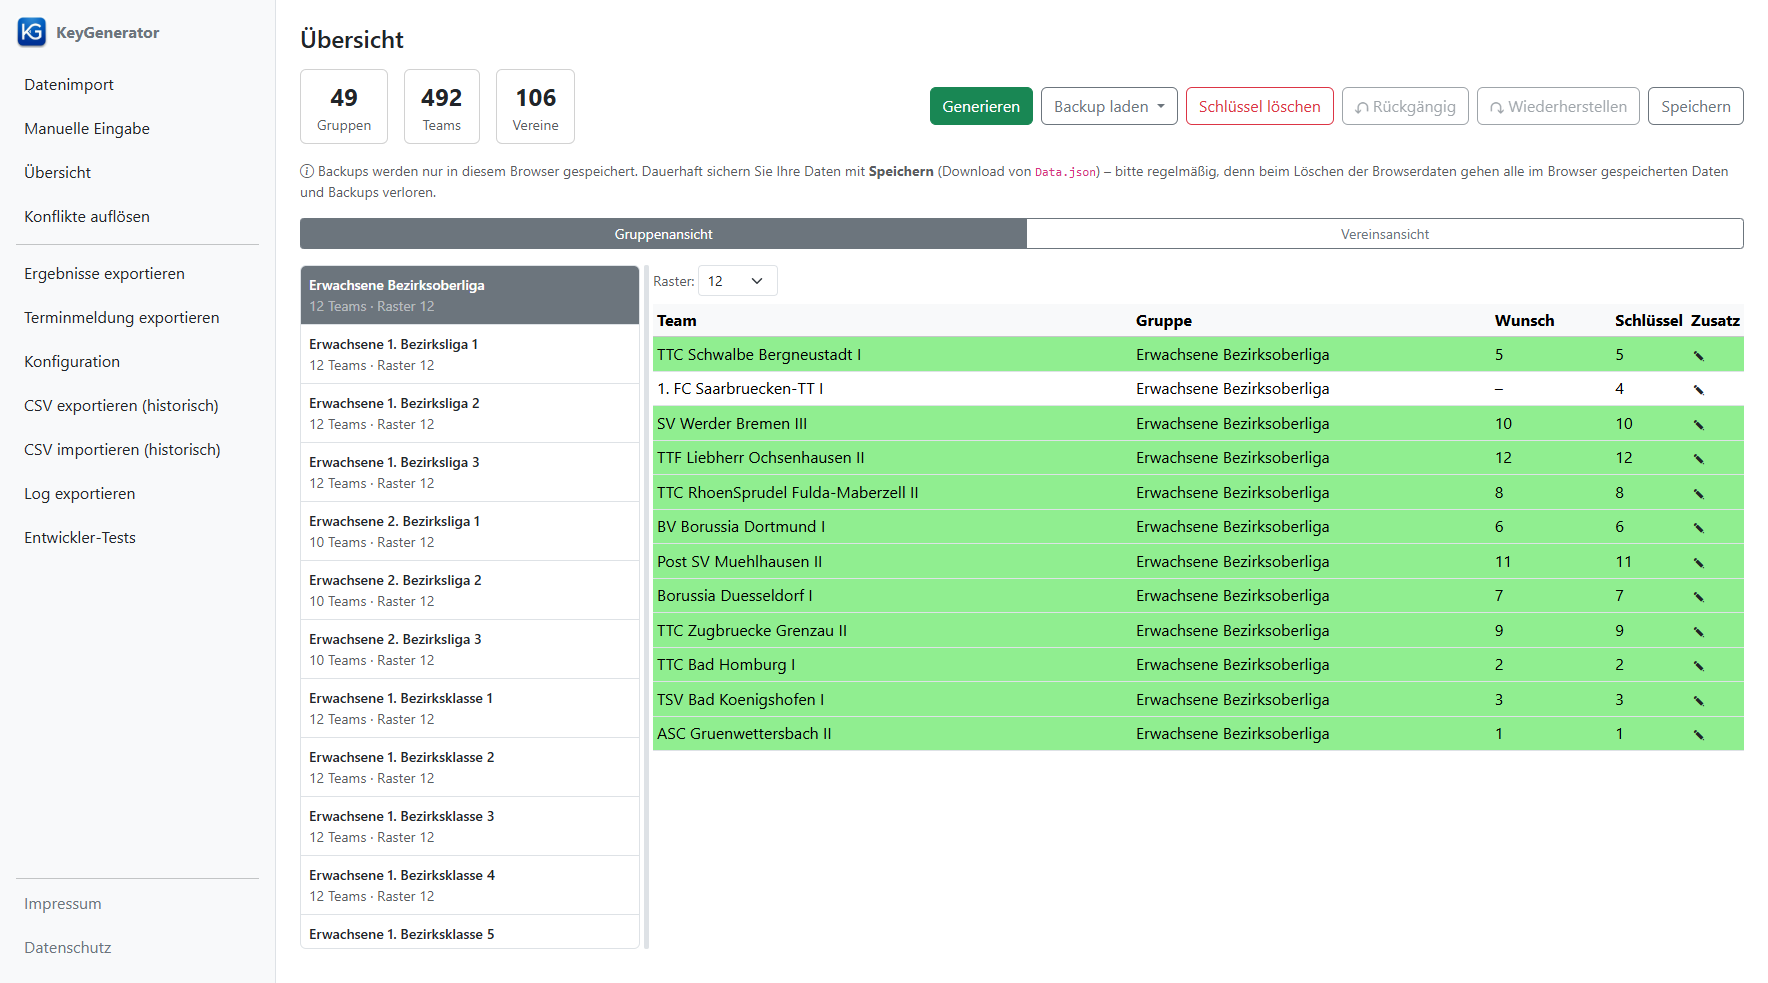 KG KeyGenerator
Datenimport
Manuelle Eingabe
Übersicht
Konflikte auflösen
Ergebnisse exportieren
Terminmeldung exportieren
Konfiguration
CSV exportieren (historisch)
CSV importieren (historisch)
Log exportieren
Entwickler-Tests
Impressum
Datenschutz
Übersicht
49 Gruppen
492 Teams
106 Vereine
Generieren Backup laden Schlüssel löschen Rückgängig Wiederherstellen Speichern
Backups werden nur in diesem Browser gespeichert. Dauerhaft sichern Sie Ihre Daten mit Speichern (Download von Data.json) – bitte regelmäßig, denn beim Löschen der Browserdaten gehen alle im Browser gespeicherten Daten
und Backups verloren.
Gruppenansicht Vereinsansicht
Erwachsene Bezirksoberliga
12 Teams · Raster 12
Erwachsene 1. Bezirksliga 1
12 Teams · Raster 12
Erwachsene 1. Bezirksliga 2
12 Teams · Raster 12
Erwachsene 1. Bezirksliga 3
12 Teams · Raster 12
Erwachsene 2. Bezirksliga 1
10 Teams · Raster 12
Erwachsene 2. Bezirksliga 2
10 Teams · Raster 12
Erwachsene 2. Bezirksliga 3
10 Teams · Raster 12
Erwachsene 1. Bezirksklasse 1
12 Teams · Raster 12
Erwachsene 1. Bezirksklasse 2
12 Teams · Raster 12
Erwachsene 1. Bezirksklasse 3
12 Teams · Raster 12
Erwachsene 1. Bezirksklasse 4
12 Teams · Raster 12
Erwachsene 1. Bezirksklasse 5
Raster: 12
Team Gruppe Wunsch Schlüssel Zusatz
TTC Schwalbe Bergneustadt I Erwachsene Bezirksoberliga 5 5
1. FC Saarbruecken-TT I Erwachsene Bezirksoberliga – 4
SV Werder Bremen III Erwachsene Bezirksoberliga 10 10
TTF Liebherr Ochsenhausen II Erwachsene Bezirksoberliga 12 12
TTC RhoenSprudel Fulda-Maberzell II Erwachsene Bezirksoberliga 8 8
BV Borussia Dortmund I Erwachsene Bezirksoberliga 6 6
Post SV Muehlhausen II Erwachsene Bezirksoberliga 11 11
Borussia Duesseldorf I Erwachsene Bezirksoberliga 7 7
TTC Zugbruecke Grenzau II Erwachsene Bezirksoberliga 9 9
TTC Bad Homburg I Erwachsene Bezirksoberliga 2 2
TSV Bad Koenigshofen I Erwachsene Bezirksoberliga 3 3
ASC Gruenwettersbach II Erwachsene Bezirksoberliga 1 1